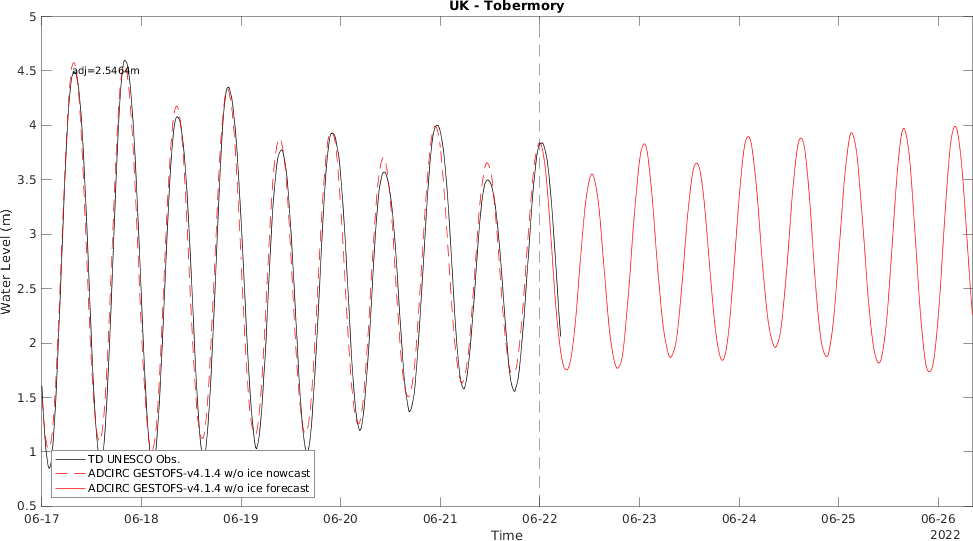 UK - Tobermory
5
4.5
4
3.5
3
2.5
2
1.5
1
0.5
Water Level (m)
adj=2.5464m
TD UNESCO Obs.
ADCIRC GESTOFS-v4.1.4 w/o ice nowcast
ADCIRC GESTOFS-v4.1.4 w/o ice forecast
06-17 06-18 06-19 06-20 06-21 06-22 06-23 06-24 06-25 06-26
2022
Time